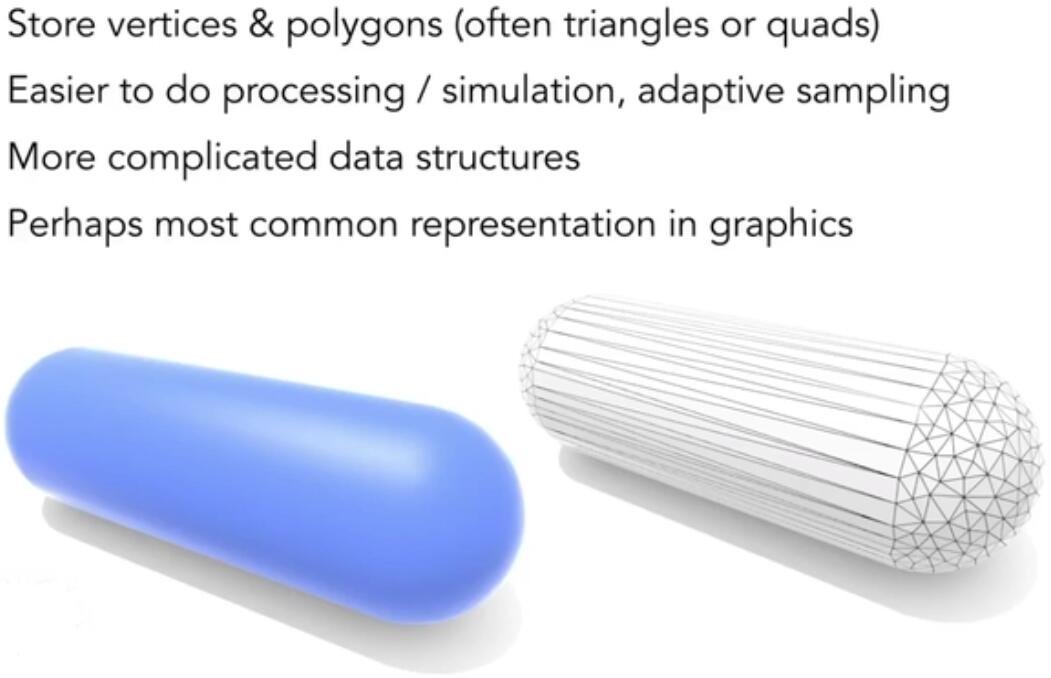 Store vertices & polygons (often triangles or quads)
Easier to do processing / simulation, adaptive sampling
More complicated data structures
Perhaps most common representation in graphics